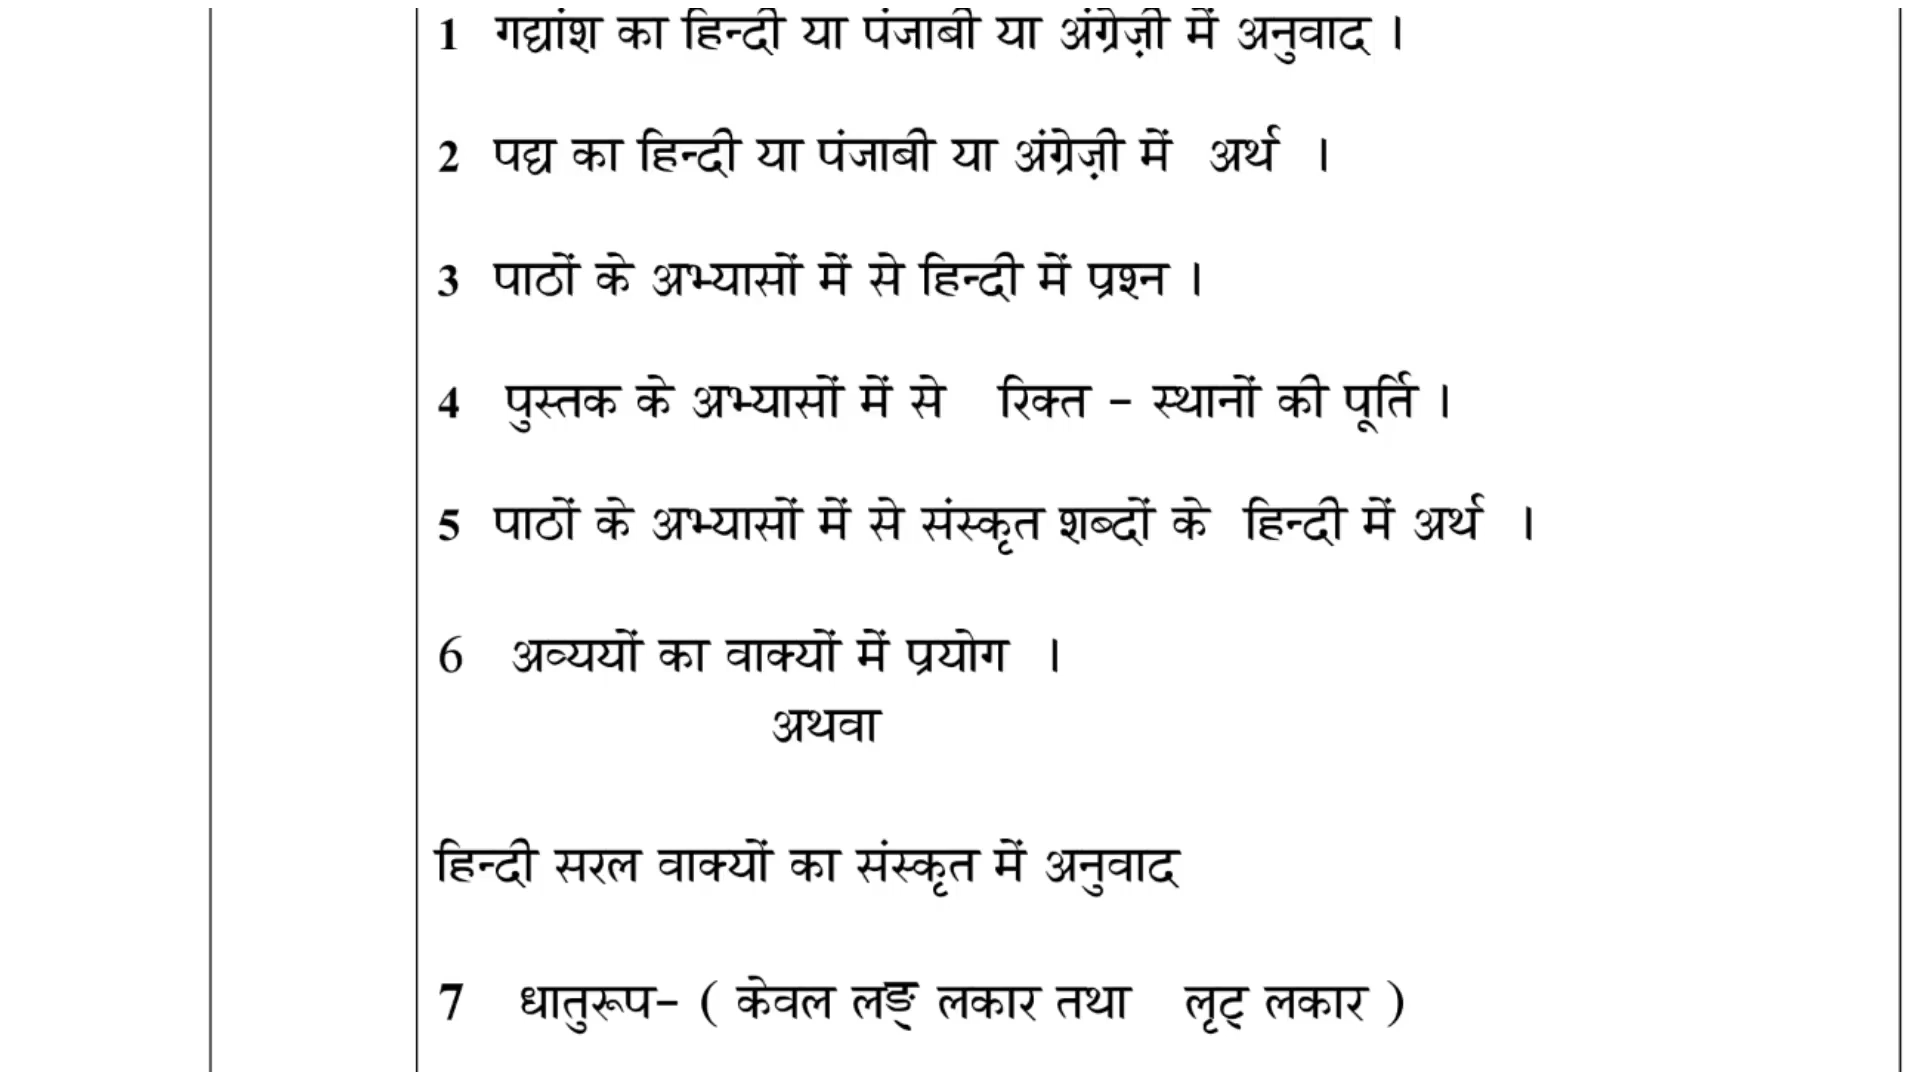 1 गद्यांश का हिन्दी या पंजाबी या अंग्रेज़ी में अनुवाद ।
2 पद्य का हिन्दी या पंजाबी या अंग्रेज़ी में अर्थ ।
3 पाठों के अभ्यासों में से हिन्दी में प्रश्न ।
4 पुस्तक के अभ्यासों में से रिक्त - स्थानों की पूर्ति ।
5 पाठों के अभ्यासों में से संस्कृत शब्दों के हिन्दी में अर्थ ।
6 अव्ययों का वाक्यों में प्रयोग ।
अथवा
हिन्दी सरल वाक्यों का संस्कृत में अनुवाद
7 धातुरूप- ( केवल लङ् लकार तथा लृट् लकार )